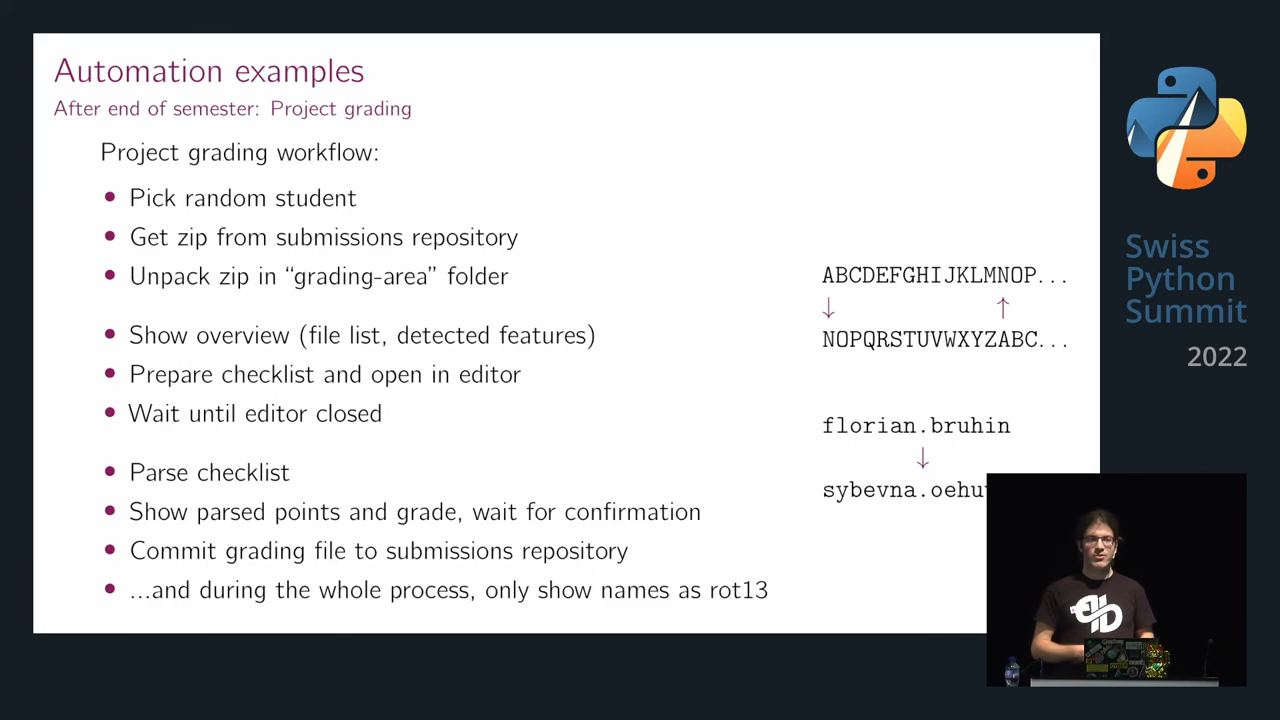 Automation examples
After end of semester: Project grading
Project grading workflow:
• Pick random student
• Get zip from submissions repository
• Unpack zip in “grading-area” folder
• Show overview (file list, detected features)
• Prepare checklist and open in editor
• Wait until editor closed
• Parse checklist
• Show parsed points and grade, wait for confirmation
• Commit grading file to submissions repository
• ...and during the whole process, only show names as rot13
ABCDEFGHIJKLMNOP...
↓ ↑
NOPQRSTUVWXYZABC...
florian.bruhin
↓
sybevna.oehu
Swiss
Python
Summit
2022